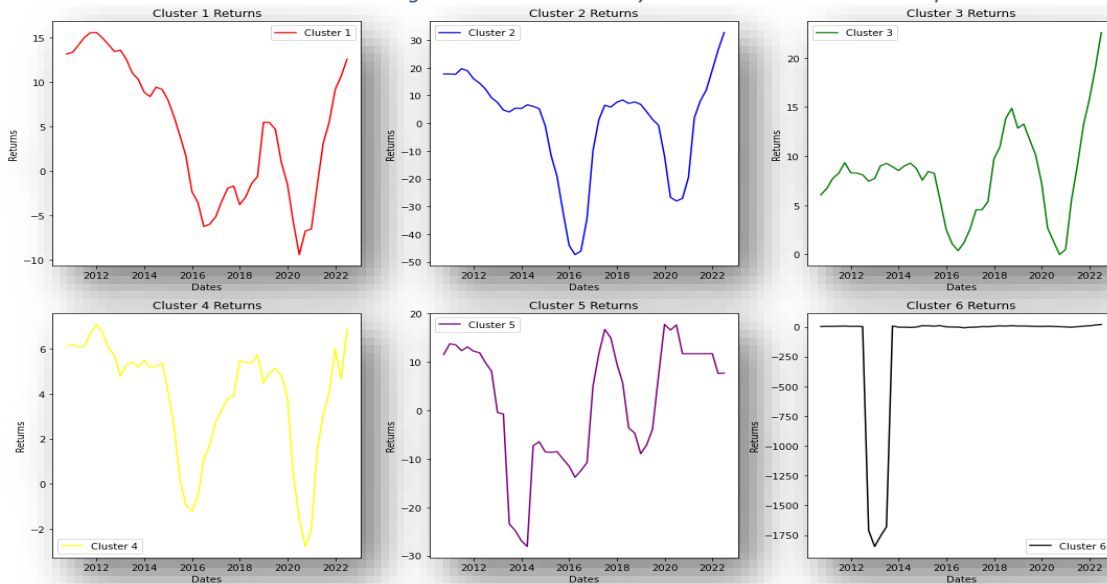 Cluster 1 Returns
Cluster 2 Returns
Cluster 3 Returns
15
10
5
0
−5
−10
Returns
Cluster 1
2012 2014 2016 2018 2020 2022
Dates
30
20
10
0
−10
−20
−30
−40
−50
Returns
Cluster 2
2012 2014 2016 2018 2020 2022
Dates
20
15
10
5
0
Returns
Cluster 3
2012 2014 2016 2018 2020 2022
Dates
Cluster 4 Returns
Cluster 5 Returns
Cluster 6 Returns
6
4
2
0
−2
Returns
Cluster 4
2012 2014 2016 2018 2020 2022
Dates
20
10
0
−10
−20
−30
Returns
Cluster 5
2012 2014 2016 2018 2020 2022
Dates
0
−250
−500
−750
−1000
−1250
−1500
−1750
Returns
Cluster 6
2012 2014 2016 2018 2020 2022
Dates